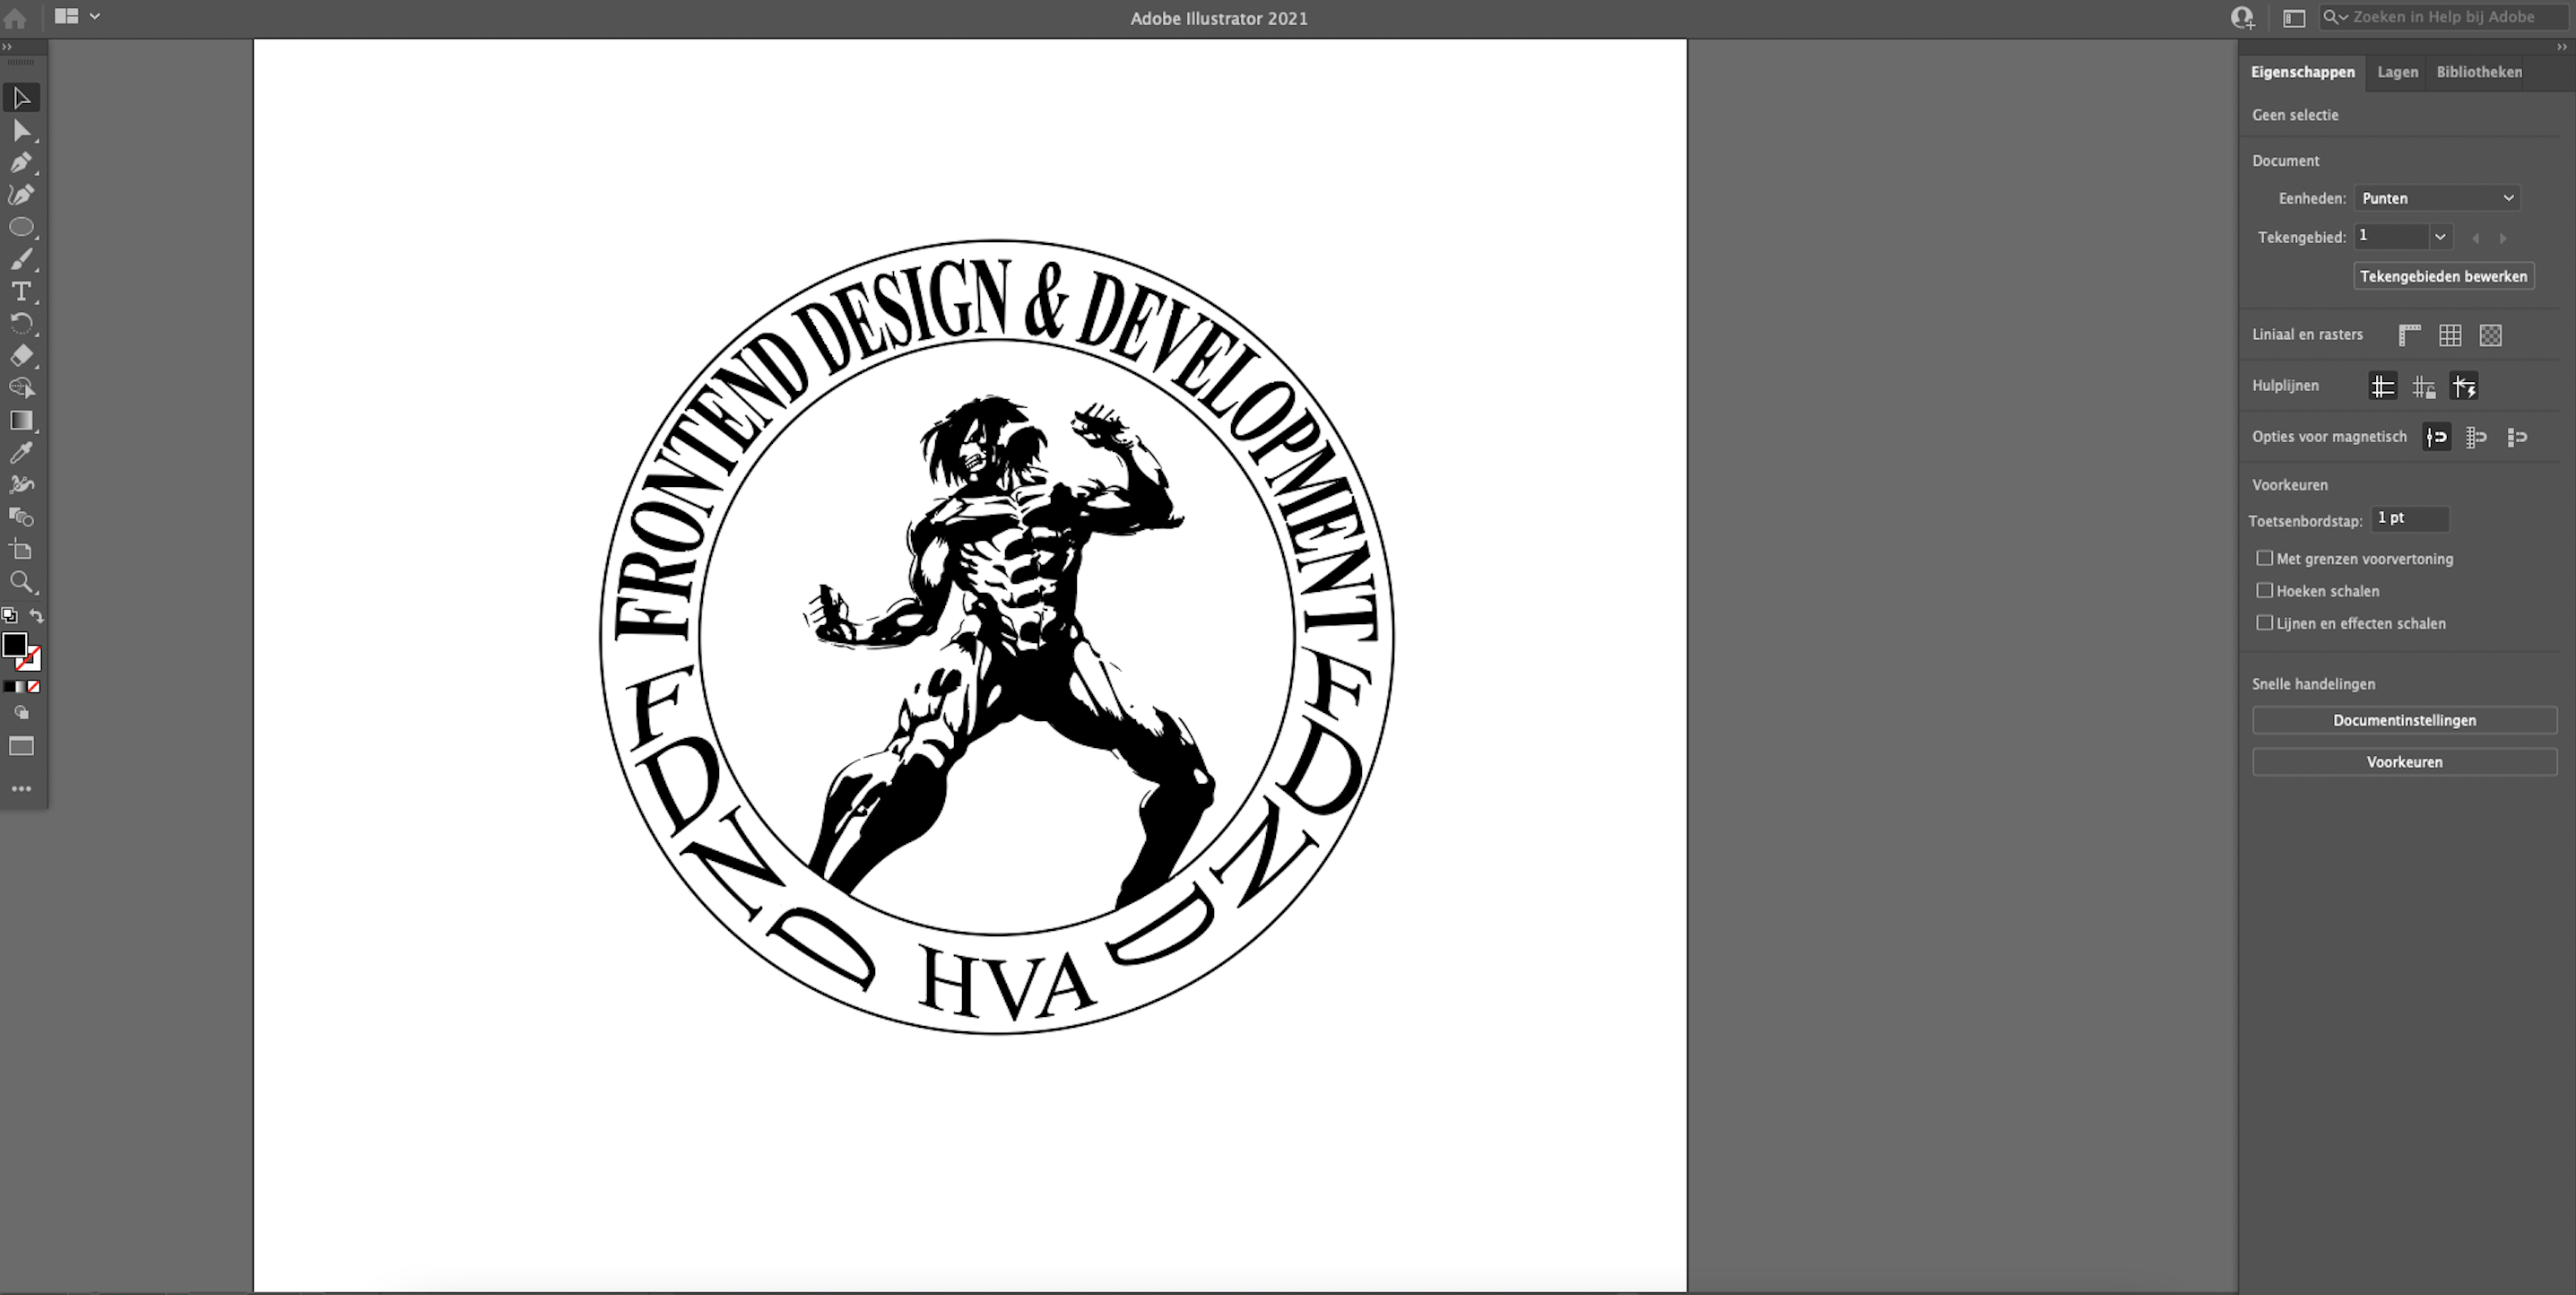 Adobe Illustrator 2021
Zoeken in Help bij Adobe
Eigenschappen
Lagen
Bibliotheken
Geen selectie
Document
Eenheden: Punten
Tekengebied: 1
Tekengebieden bewerken
Liniaal en rasters
Hulplijnen
Opties voor magnetisch
Voorkeuren
Toetsenbordstap: 1 pt
Met grenzen voorvertoning
Hoeken schalen
Lijnen en effecten schalen
Snelle handelingen
Documentinstellingen
Voorkeuren
FRONTEND DESIGN & DEVELOPMENT
FDND
HVA
FDND